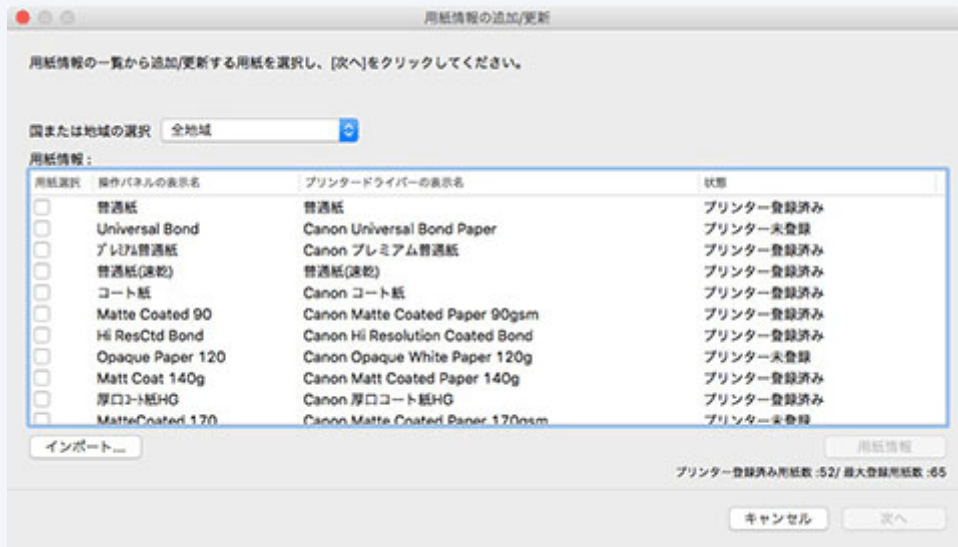 用紙情報の追加/更新
用紙情報の一覧から追加/更新する用紙を選択し、[次へ]をクリックしてください。
国または地域の選択 全地域
用紙情報：
用紙選択 操作パネルの表示名 プリンタードライバーの表示名 状態
普通紙 普通紙 プリンター登録済み
Universal Bond Canon Universal Bond Paper プリンター未登録
ﾌﾟﾚﾐｱﾑ普通紙 Canon プレミアム普通紙 プリンター登録済み
普通紙(速乾) 普通紙(速乾) プリンター登録済み
コート紙 Canon コート紙 プリンター登録済み
Matte Coated 90 Canon Matte Coated Paper 90gsm プリンター登録済み
Hi ResCtd Bond Canon Hi Resolution Coated Bond プリンター登録済み
Opaque Paper 120 Canon Opaque White Paper 120g プリンター未登録
Matt Coat 140g Canon Matt Coated Paper 140g プリンター登録済み
厚口ｺｰﾄ紙HG Canon 厚口コート紙HG プリンター登録済み
MatteCoated 170 Canon Matte Coated Paper 170gsm プリンター未登録
インポート... 用紙情報
プリンター登録済み用紙数 :52/ 最大登録用紙数 :65
キャンセル 次へ